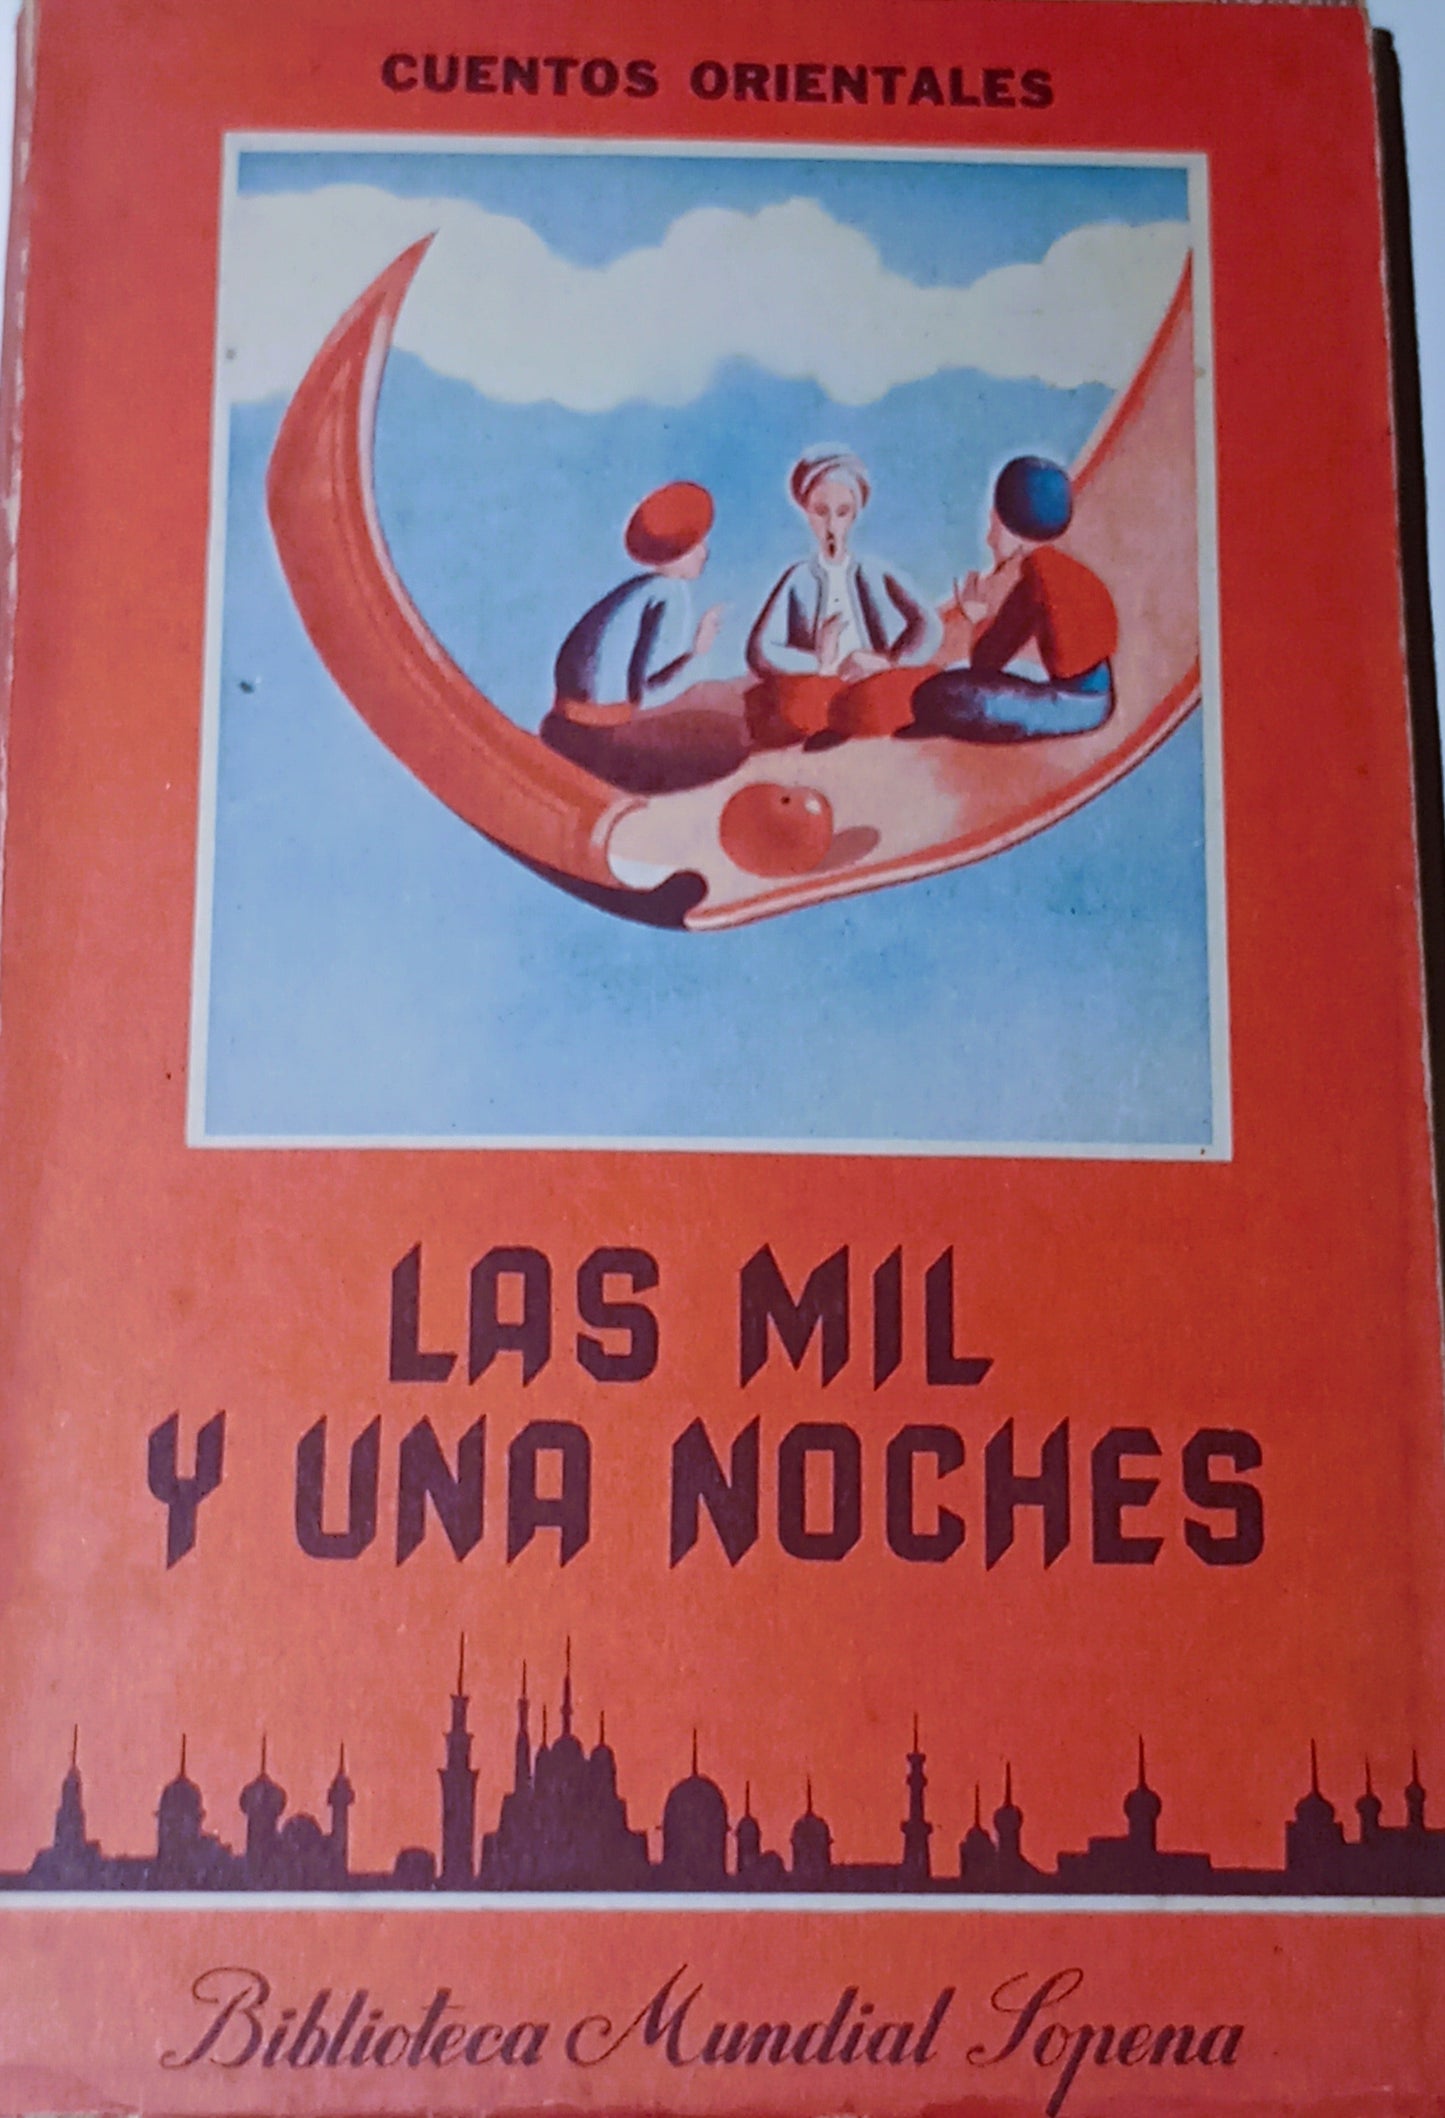 CUENTOS ORIENTALES
LAS MIL
Y UNA NOCHES
Biblioteca Mundial Sopena